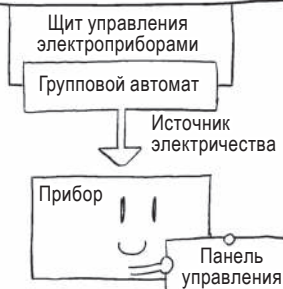 Щит управления
электроприборами
Групповой автомат
Источник
электричества
Прибор
Панель
управления